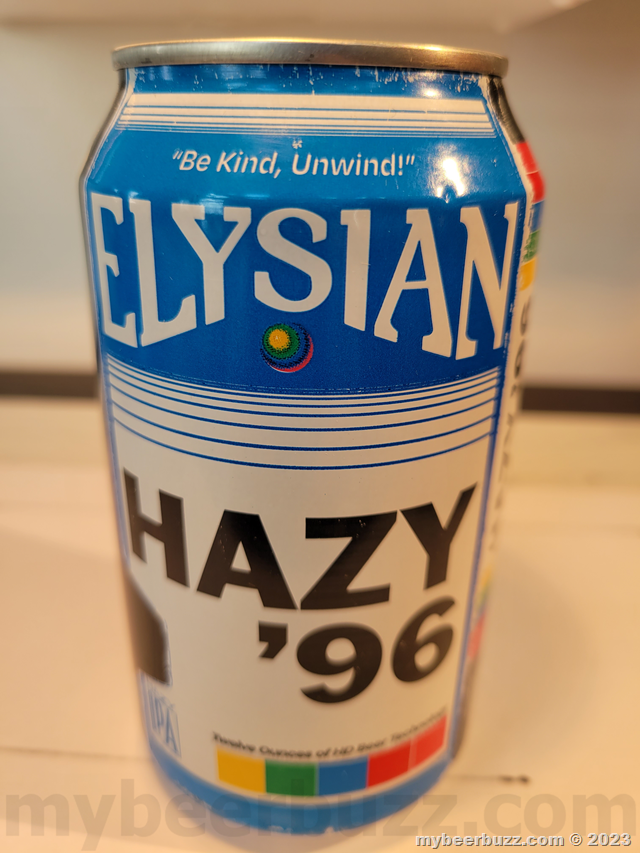 "Be Kind, Unwind!"
ELYSIAN
HAZY
'96
IPA
Twelve Ounces of HD Beer Technology
mybeerbuzz.com
mybeerbuzz.com © 2023